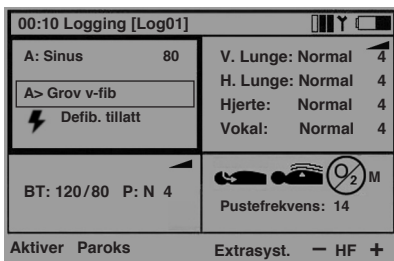 00:10 Logging [Log01]
A: Sinus 80
A> Grov v-fib
Defib. tillatt
V. Lunge: Normal 4
H. Lunge: Normal 4
Hjerte: Normal 4
Vokal: Normal 4
BT: 120/80 P: N 4
O/2 M
Pustefrekvens: 14
Aktiver Paroks Extrasyst. − HF +